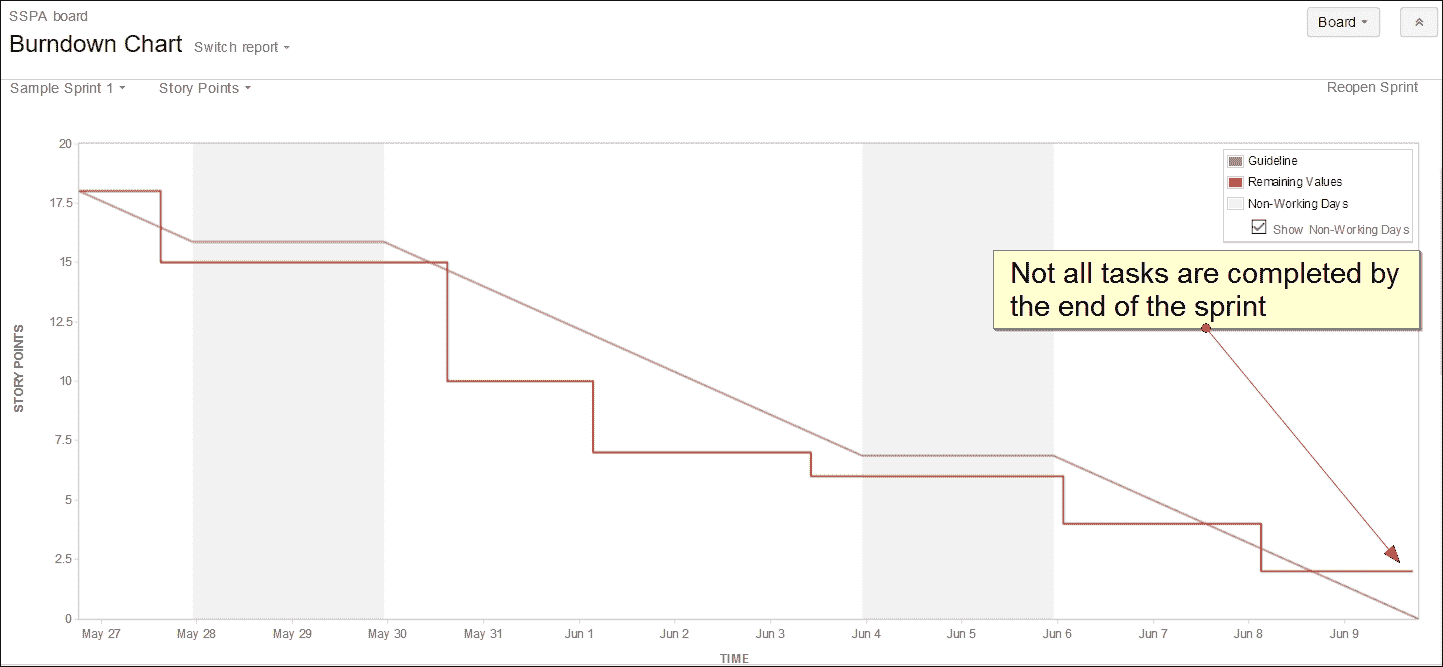 SSPA board
Burndown Chart Switch report
Board
Sample Sprint 1
Story Points
Reopen Sprint
20
17.5
15
12.5
10
7.5
5
2.5
0
STORY POINTS
Guideline
Remaining Values
Non-Working Days
Show Non-Working Days
Not all tasks are completed by
the end of the sprint
May 27
May 28
May 29
May 30
May 31
Jun 1
Jun 2
Jun 3
Jun 4
Jun 5
Jun 6
Jun 7
Jun 8
Jun 9
TIME